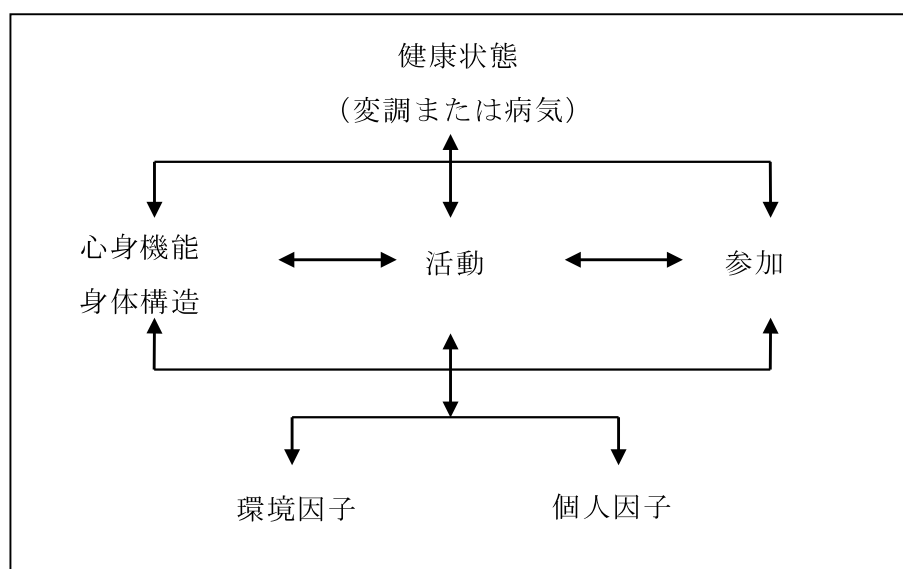 健康状態
（変調または病気）
心身機能
身体構造
活動
参加
環境因子
個人因子